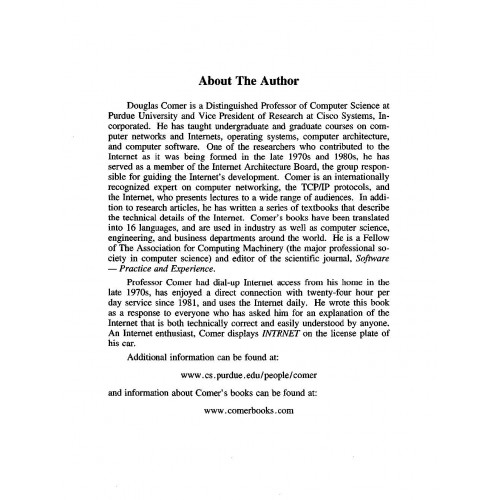 About The Author
Douglas Comer is a Distinguished Professor of Computer Science at
Purdue University and Vice President of Research at Cisco Systems, In-
corporated. He has taught undergraduate and graduate courses on com-
puter networks and Internets, operating systems, computer architecture,
and computer software. One of the researchers who contributed to the
Internet as it was being formed in the late 1970s and 1980s, he has
served as a member of the Internet Architecture Board, the group respon-
sible for guiding the Internet's development. Comer is an internationally
recognized expert on computer networking, the TCP/IP protocols, and
the Internet, who presents lectures to a wide range of audiences. In addi-
tion to research articles, he has written a series of textbooks that describe
the technical details of the Internet. Comer's books have been translated
into 16 languages, and are used in industry as well as computer science,
engineering, and business departments around the world. He is a Fellow
of The Association for Computing Machinery (the major professional so-
ciety in computer science) and editor of the scientific journal, Software
— Practice and Experience.
Professor Comer had dial-up Internet access from his home in the
late 1970s, has enjoyed a direct connection with twenty-four hour per
day service since 1981, and uses the Internet daily. He wrote this book
as a response to everyone who has asked him for an explanation of the
Internet that is both technically correct and easily understood by anyone.
An Internet enthusiast, Comer displays INTRNET on the license plate of
his car.
Additional information can be found at:
www.cs.purdue.edu/people/comer
and information about Comer's books can be found at:
www.comerbooks.com